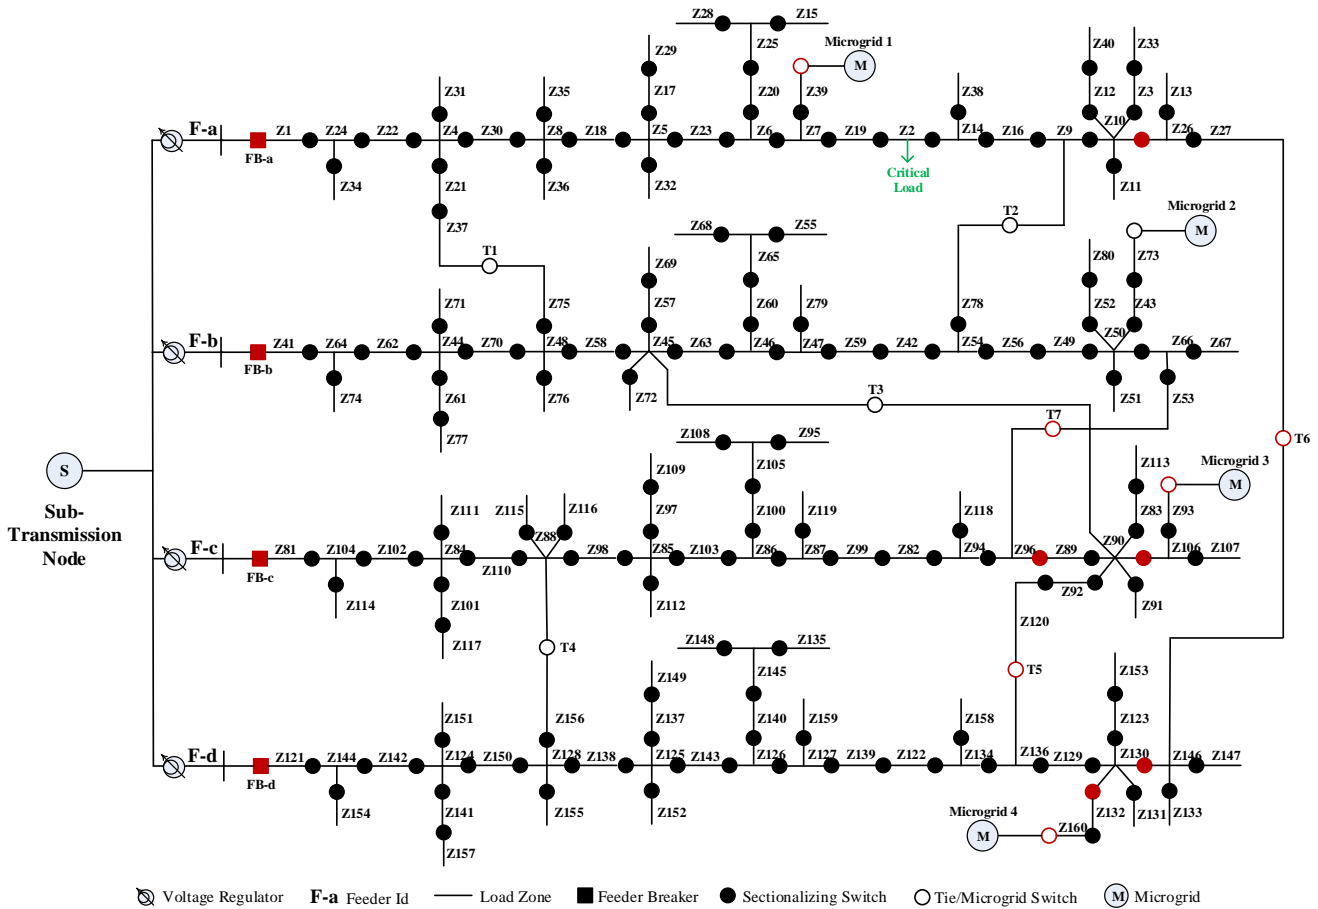 Z28
Z15
Z29
Z25
Microgrid 1
M
Z40
Z33
Z31
Z35
Z17
Z20
Z39
Z38
Z12
Z3
Z13
F-a
Z1
Z24
Z22
Z4
Z30
Z8
Z18
Z5
Z23
Z6
Z7
Z19
Z2
Z14
Z16
Z9
Z10
Z26
Z27
FB-a
Z34
Z21
Z36
Z32
Critical
Load
Z11
Z37
T1
T2
Microgrid 2
M
Z68
Z55
Z69
Z65
Z80
Z73
Z71
Z75
Z57
Z60
Z79
Z78
Z52
Z43
F-b
Z41
Z64
Z62
Z44
Z70
Z48
Z58
Z45
Z63
Z46
Z47
Z59
Z42
Z54
Z56
Z49
Z50
Z66
Z67
FB-b
Z74
Z61
Z76
Z72
Z51
Z53
Z77
T3
T7
T6
S
Sub-
Transmission
Node
Z108
Z95
Z109
Z105
Z113
Microgrid 3
M
Z111
Z115
Z116
Z97
Z100
Z119
Z118
Z83
Z93
F-c
Z81
Z104
Z102
Z84
Z110
Z88
Z98
Z85
Z103
Z86
Z87
Z99
Z82
Z94
Z96
Z89
Z90
Z106
Z107
FB-c
Z114
Z101
Z112
Z92
Z91
Z117
Z120
T4
T5
Z148
Z135
Z149
Z145
Z153
Z151
Z156
Z137
Z140
Z159
Z158
Z123
F-d
Z121
Z144
Z142
Z124
Z150
Z128
Z138
Z125
Z143
Z126
Z127
Z139
Z122
Z134
Z136
Z129
Z130
Z146
Z147
FB-d
Z154
Z141
Z155
Z152
Z132
Z131
Z133
Z157
Microgrid 4
M
Z160
Voltage Regulator
F-a Feeder Id
Load Zone
Feeder Breaker
Sectionalizing Switch
Tie/Microgrid Switch
M Microgrid